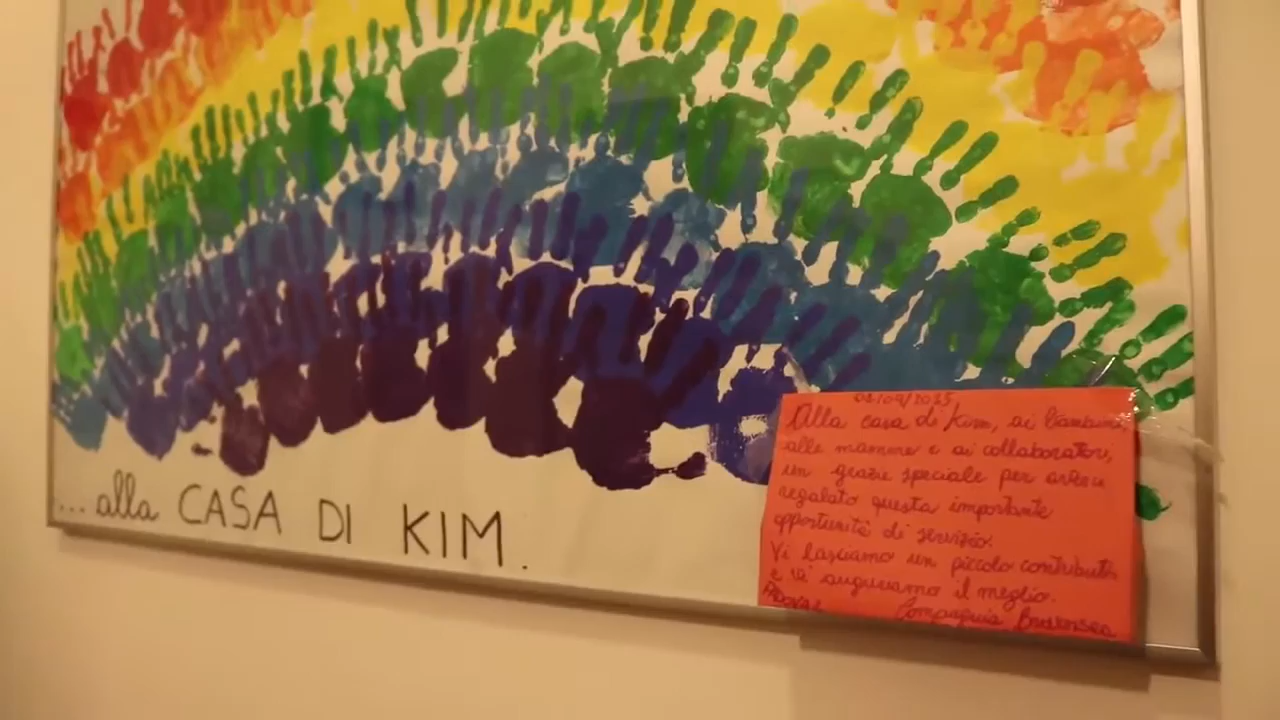 ...alla CASA DI KIM.
Alla casa di Kim, ai bambini
alle mamme e ai collaboratori,
un grazie speciale per averci
regalato questa importante
opportunità di servizio.
Vi lasciamo un piccolo contributo
e vi auguriamo il meglio.
Compagnia